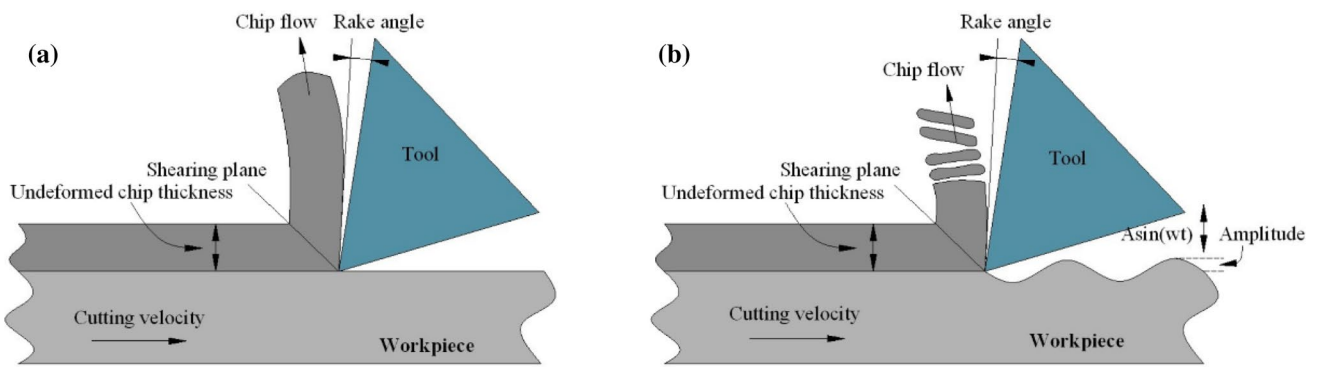 (a)
Chip flow
Rake angle
Tool
Shearing plane
Undeformed chip thickness
Cutting velocity
Workpiece
(b)
Rake angle
Chip flow
Tool
Shearing plane
Undeformed chip thickness
Asin(wt)
Amplitude
Cutting velocity
Workpiece